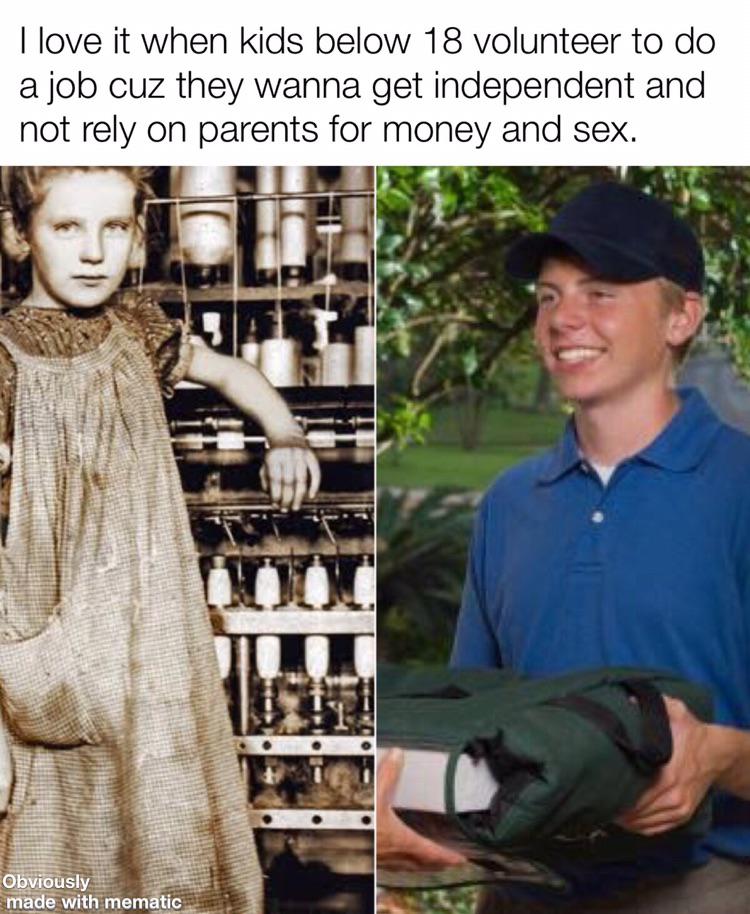 I love it when kids below 18 volunteer to do
a job cuz they wanna get independent and
not rely on parents for money and sex.
Obviously
made with mematic